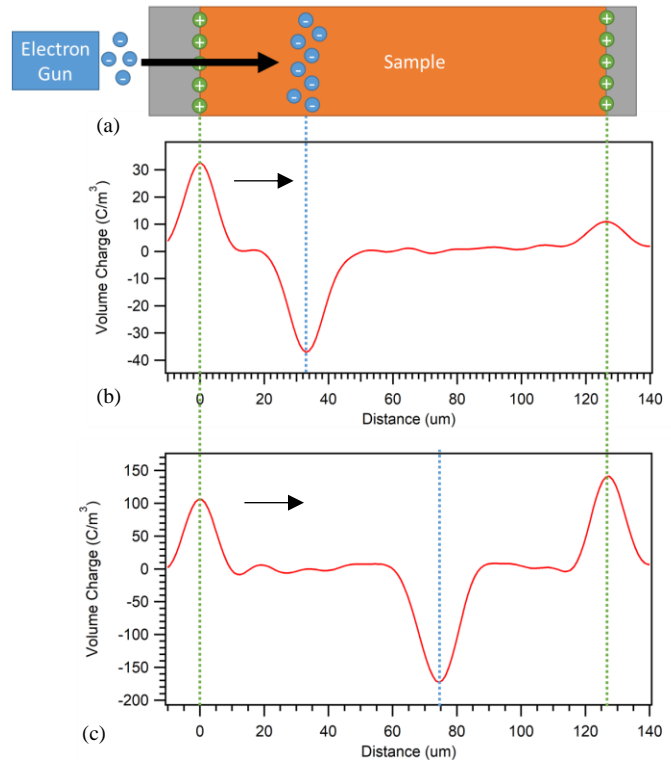 Electron
Gun
Sample
(a)
Volume Charge (C/m³)
30
20
10
0
-10
-20
-30
-40
0 20 40 60 80 100 120 140
Distance (um)
(b)
Volume Charge (C/m³)
150
100
50
0
-50
-100
-150
-200
0 20 40 60 80 100 120 140
Distance (um)
(c)